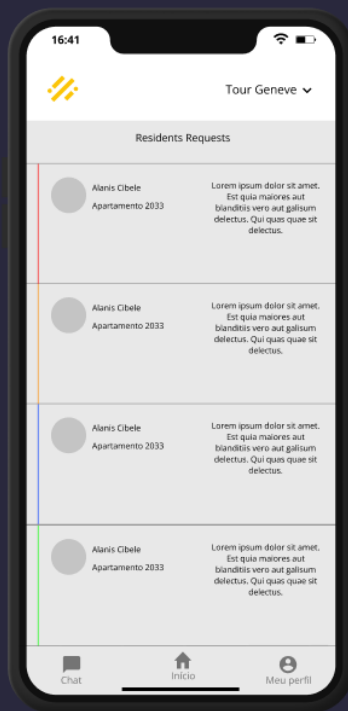 16:41
Tour Geneve
Residents Requests
Alanis Cibele
Apartamento 2033
Lorem ipsum dolor sit amet.
Est quia maiores aut
blanditiis vero aut galisum
delectus. Qui quas quae sit
delectus.
Alanis Cibele
Apartamento 2033
Lorem ipsum dolor sit amet.
Est quia maiores aut
blanditiis vero aut galisum
delectus. Qui quas quae sit
delectus.
Alanis Cibele
Apartamento 2033
Lorem ipsum dolor sit amet.
Est quia maiores aut
blanditiis vero aut galisum
delectus. Qui quas quae sit
delectus.
Alanis Cibele
Apartamento 2033
Lorem ipsum dolor sit amet.
Est quia maiores aut
blanditiis vero aut galisum
delectus. Qui quas quae sit
delectus.
Chat
Início
Meu perfil